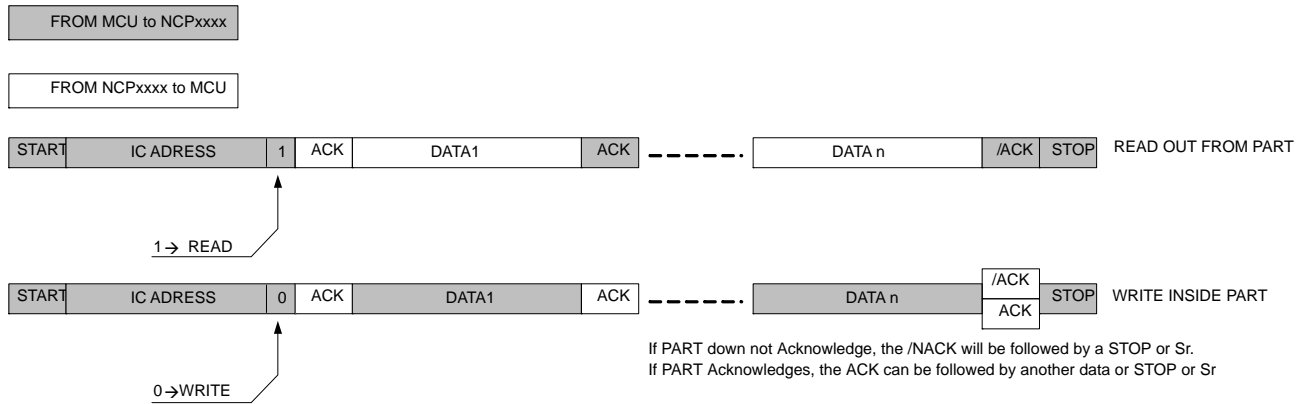 FROM MCU to NCPxxxx
FROM NCPxxxx to MCU
START IC ADRESS 1 ACK DATA1 ACK DATA n /ACK STOP READ OUT FROM PART
1→ READ
START IC ADRESS 0 ACK DATA1 ACK DATA n /ACK ACK STOP WRITE INSIDE PART
If PART down not Acknowledge, the /NACK will be followed by a STOP or Sr.
If PART Acknowledges, the ACK can be followed by another data or STOP or Sr
0→WRITE